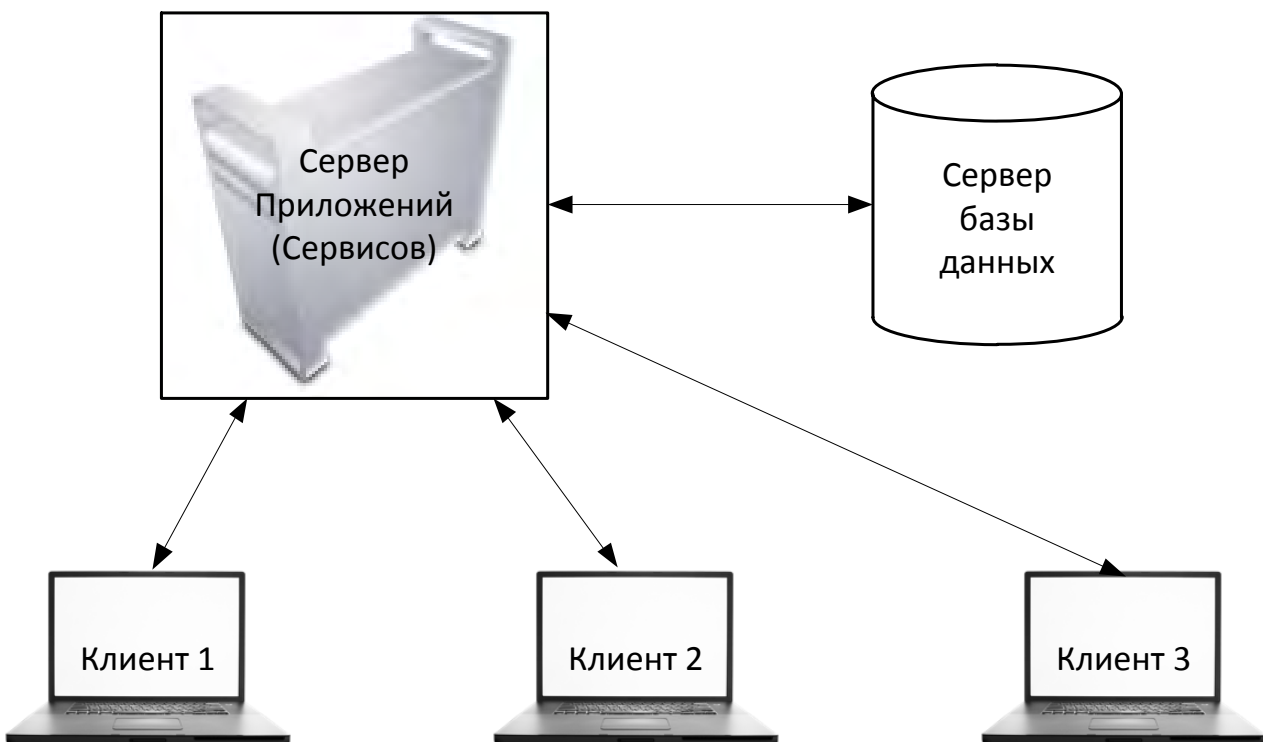 Сервер
Приложений
(Сервисов)
Сервер
базы
данных
Клиент 1
Клиент 2
Клиент 3